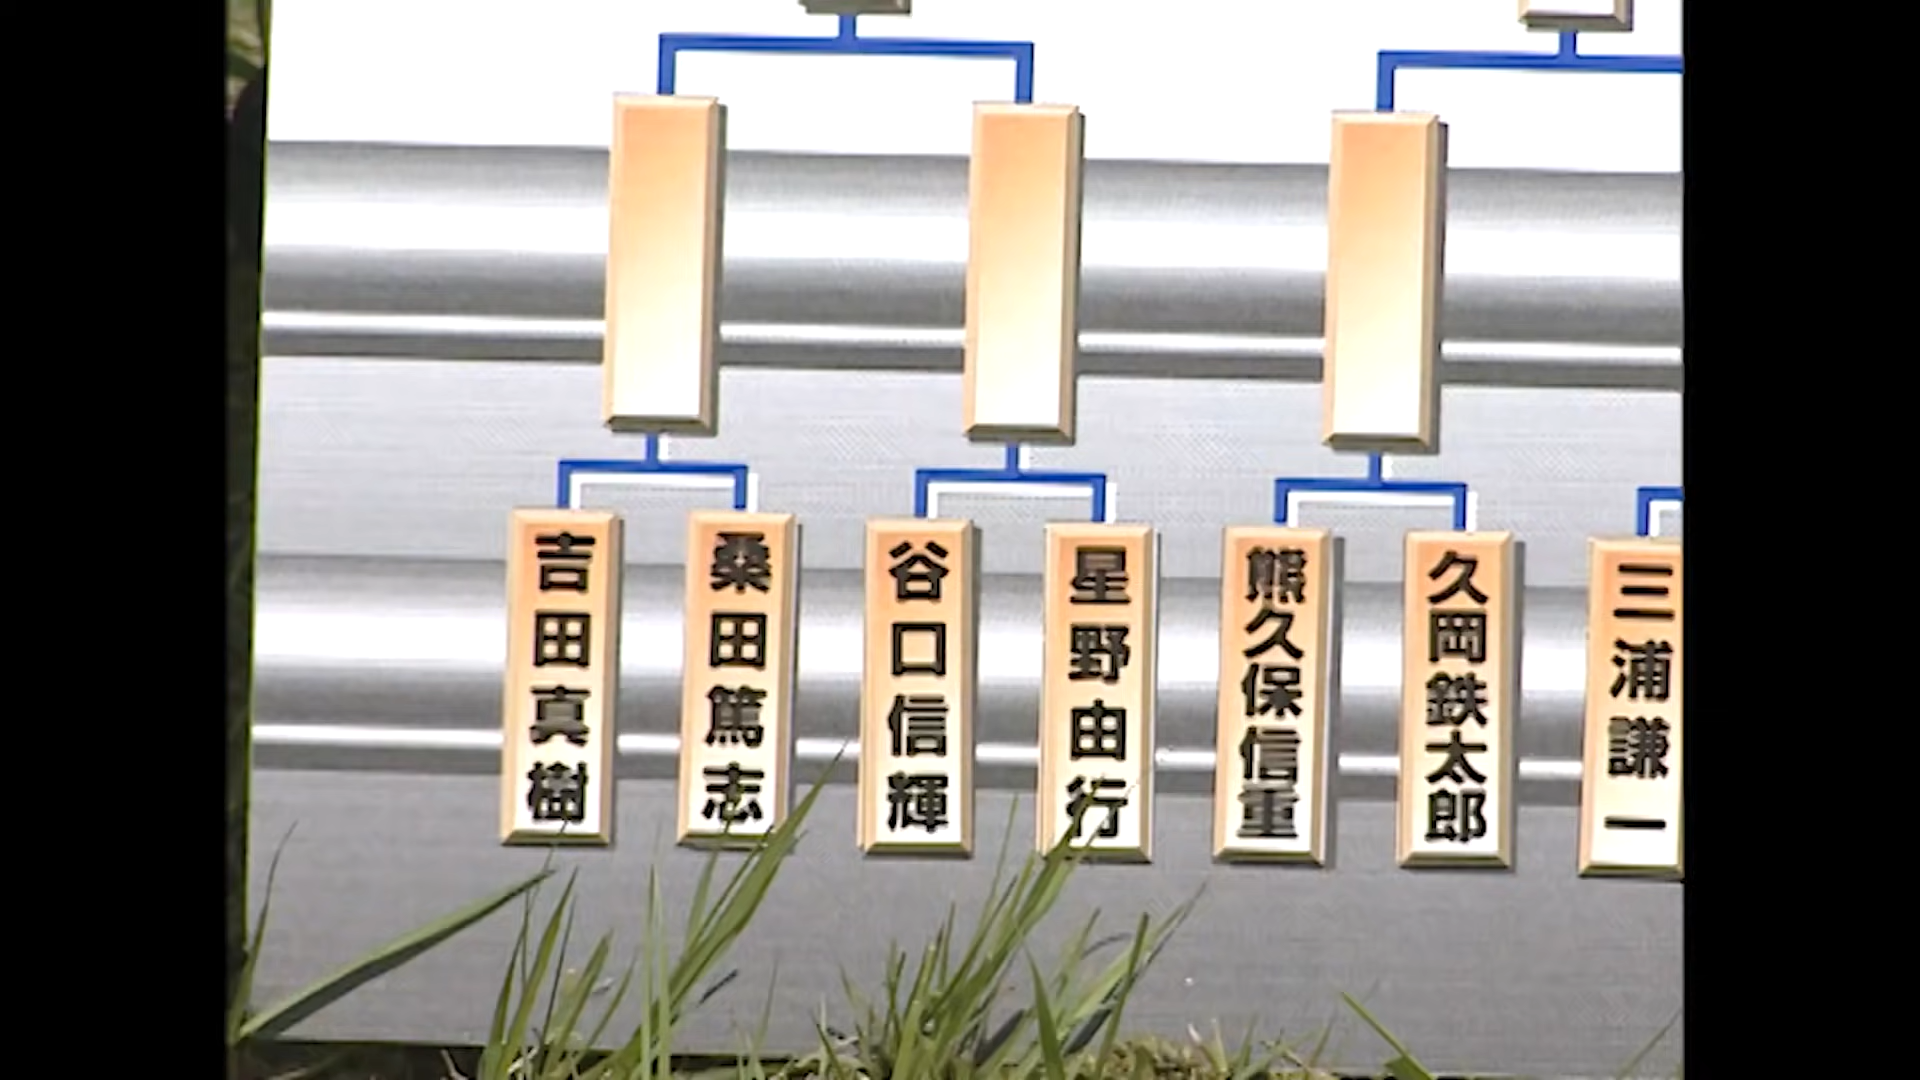 吉田真樹
桑田篤志
谷口信輝
星野由行
熊久保信重
久岡鉄太郎
三浦謙一